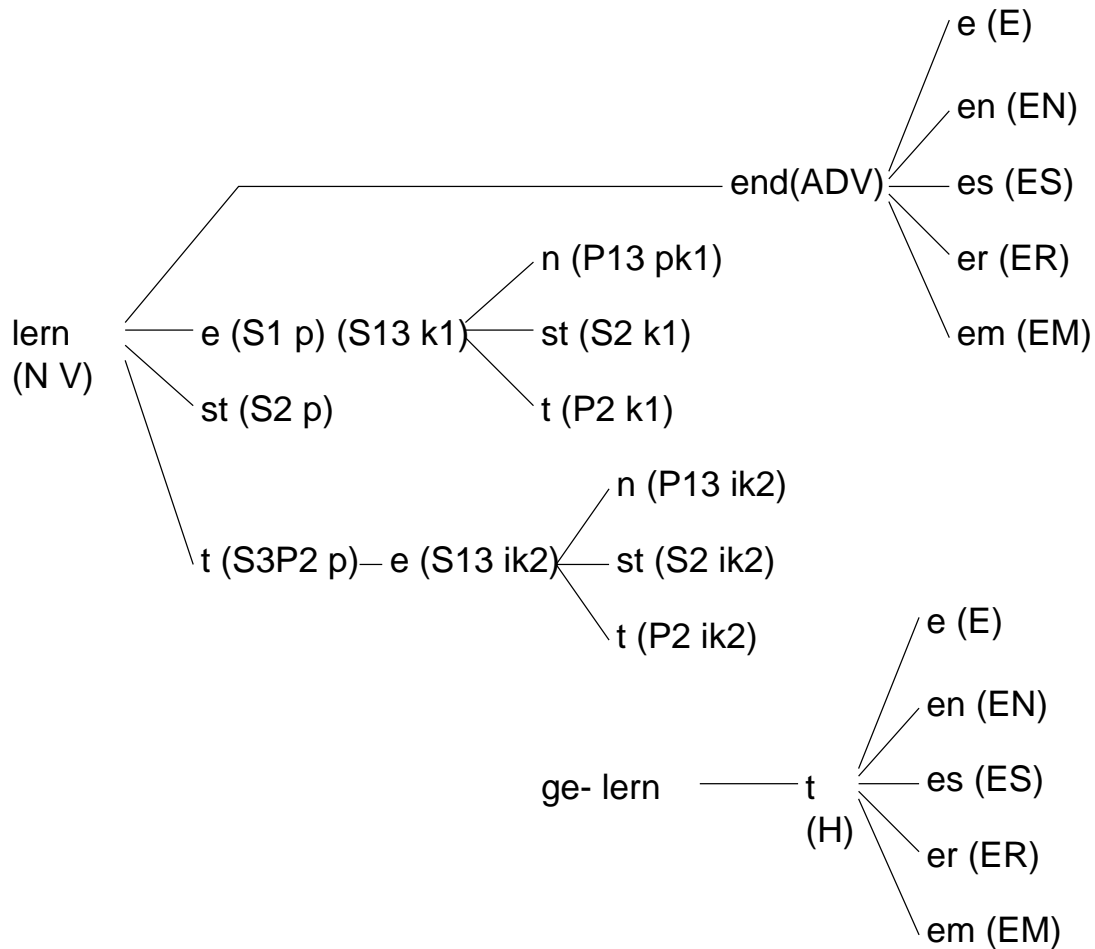 e (E)
en (EN)
end(ADV)
es (ES)
er (ER)
em (EM)
n (P13 pk1)
lern
(N V)
e (S1 p) (S13 k1)
st (S2 k1)
st (S2 p)
t (P2 k1)
n (P13 ik2)
t (S3P2 p)
e (S13 ik2)
st (S2 ik2)
t (P2 ik2)
e (E)
en (EN)
ge- lern
t
(H)
es (ES)
er (ER)
em (EM)